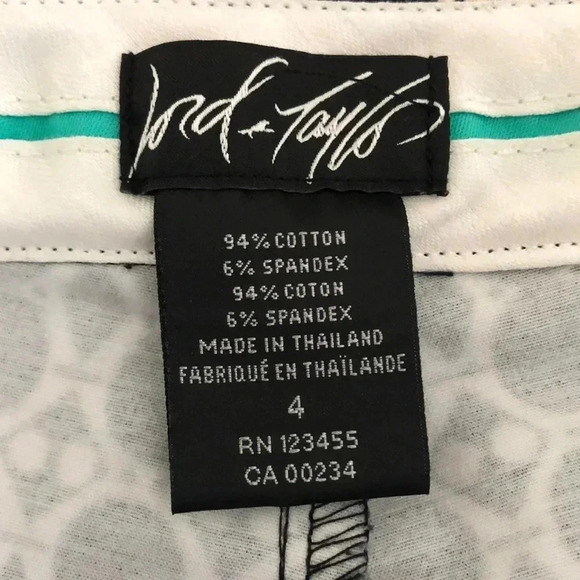 Lord + Taylor
94% COTTON
6% SPANDEX
94% COTON
6% SPANDEX
MADE IN THAILAND
FABRIQUÉ EN THAÏLANDE
4
RN 123455
CA 00234